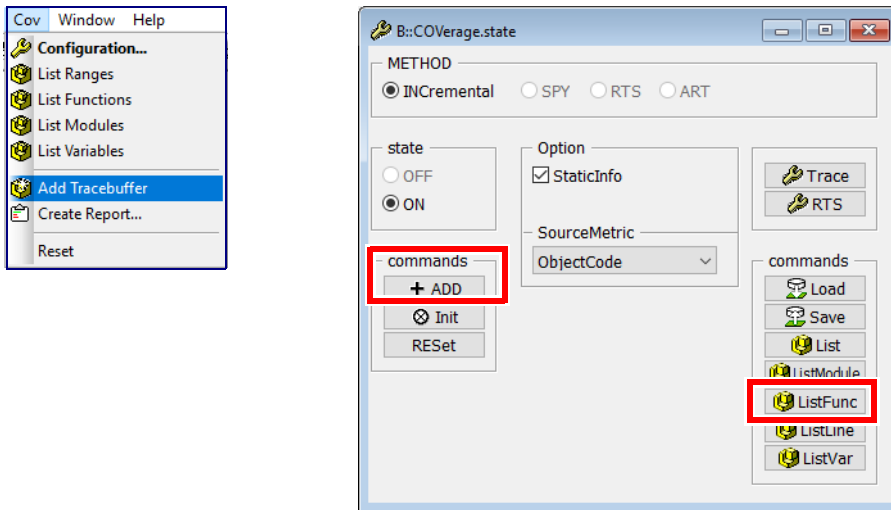 Cov Window Help
Configuration...
List Ranges
List Functions
List Modules
List Variables
Add Tracebuffer
Create Report...
Reset
B::COVerage.state
METHOD
INCremental SPY RTS ART
state
OFF
ON
Option
StaticInfo
SourceMetric
ObjectCode
Trace
RTS
commands
+ ADD
Init
RESet
commands
Load
Save
List
ListModule
ListFunc
ListLine
ListVar